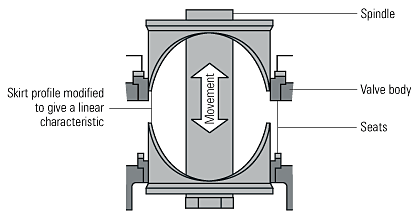 Spindle
Skirt profile modified
to give a linear
characteristic
Movement
Valve body
Seats